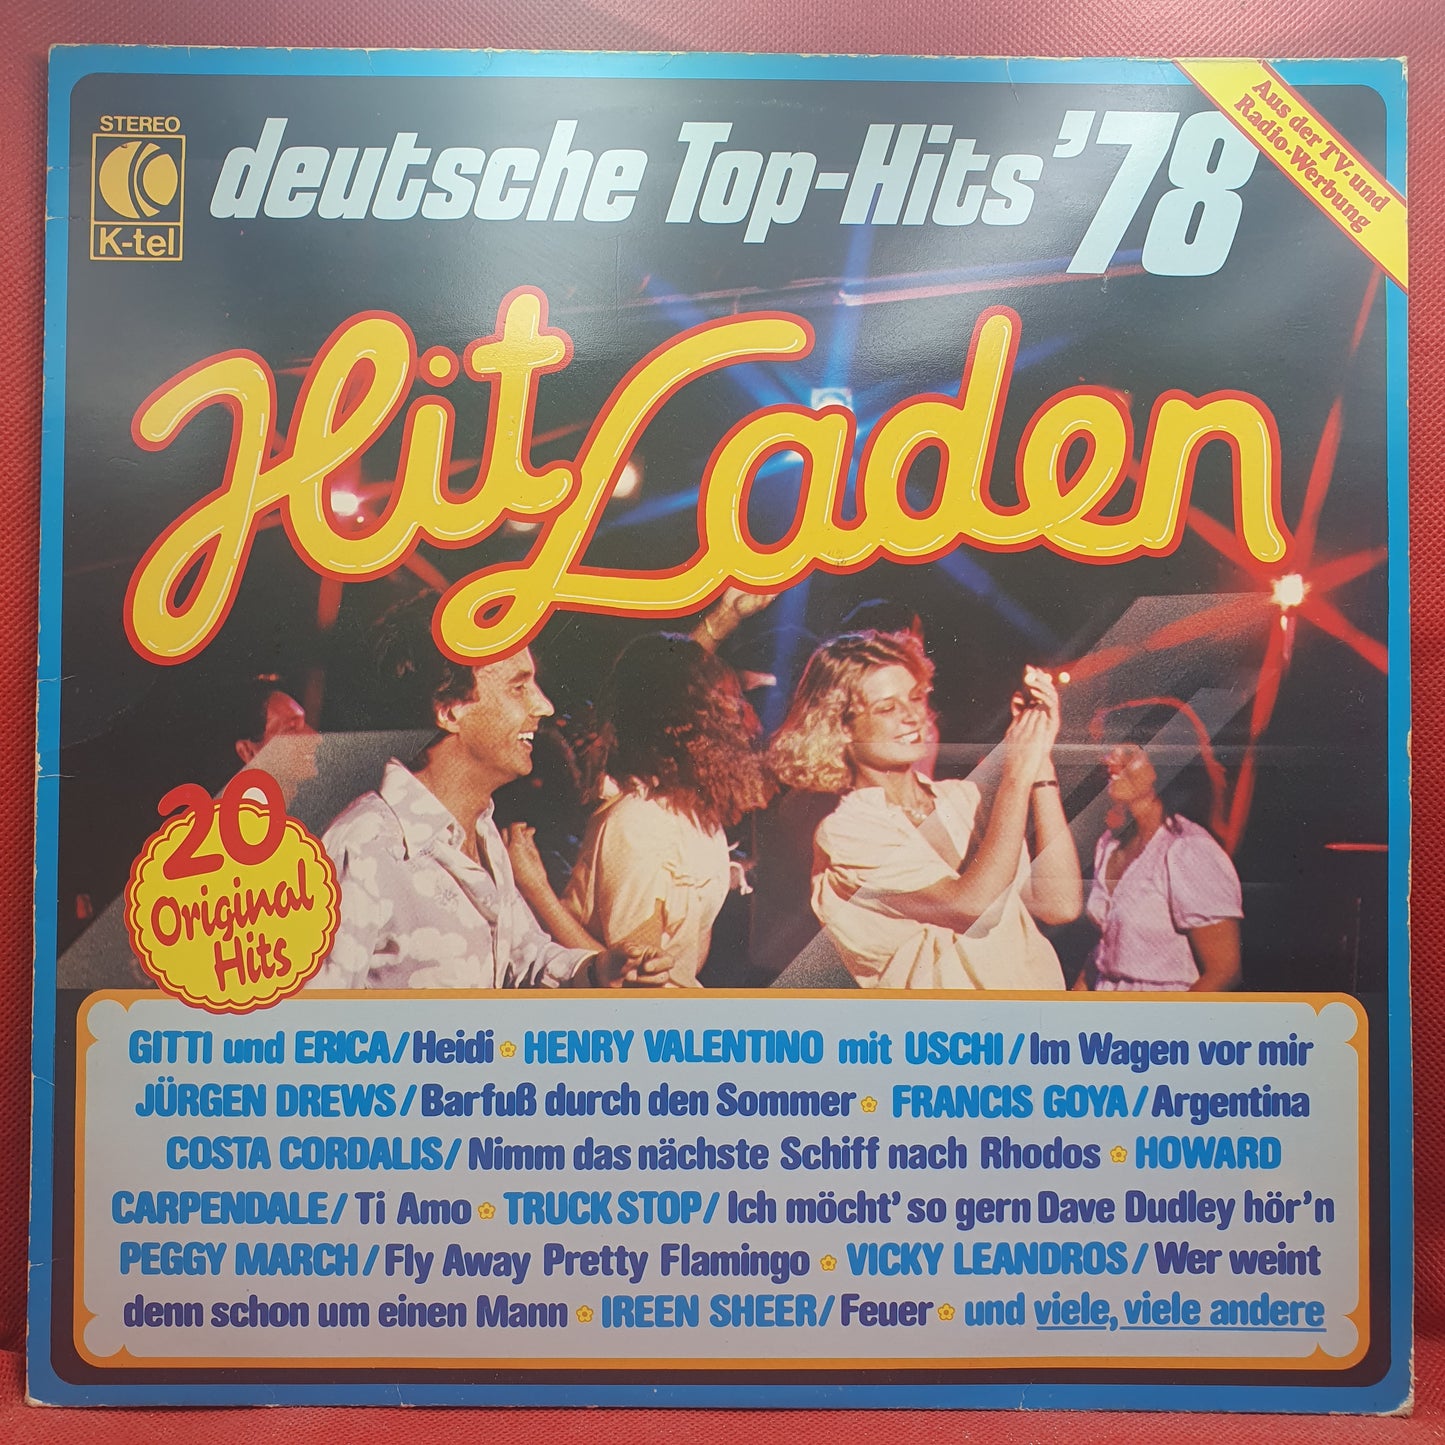 STEREO
K-tel
deutsche Top-Hits '78
Aus der TV- und
Radio-Werbung
Hit Laden
20
Original
Hits
GITTI und ERICA/Heidi HENRY VALENTINO mit USCHI/Im Wagen vor mir
JÜRGEN DREWS/Barfuß durch den Sommer FRANCIS GOYA/Argentina
COSTA CORDALIS/Nimm das nächste Schiff nach Rhodos HOWARD
CARPENDALE/Ti Amo TRUCK STOP/Ich möcht' so gern Dave Dudley hör'n
PEGGY MARCH/Fly Away Pretty Flamingo VICKY LEANDROS/Wer weint
denn schon um einen Mann IREEN SHEER/Feuer und viele, viele andere